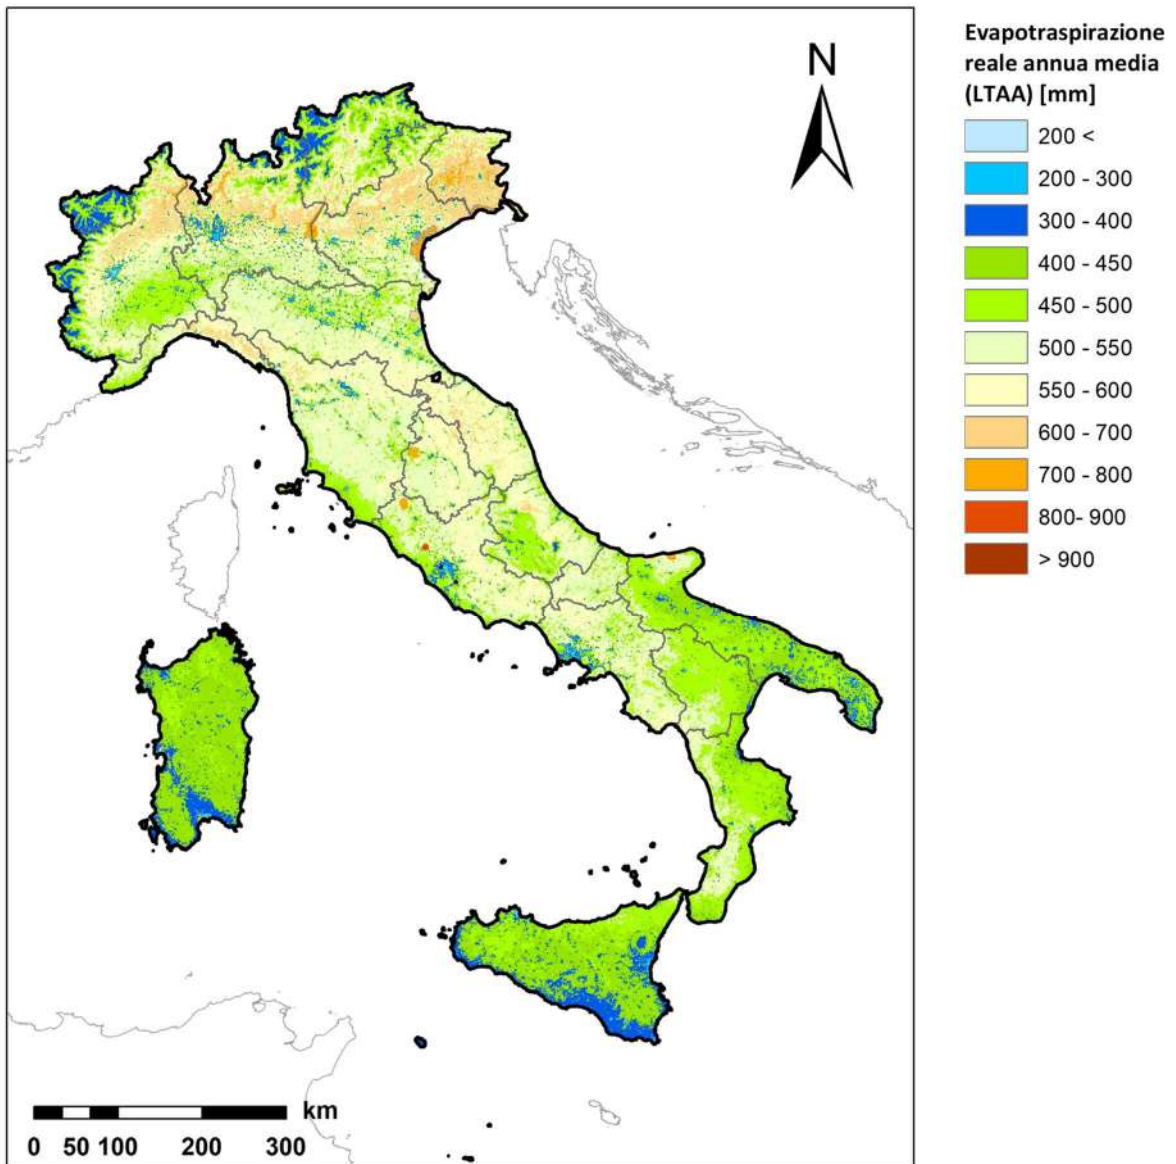 Evapotraspirazione
reale annua media
(LTAA) [mm]
N
200 <
200 - 300
300 - 400
400 - 450
450 - 500
500 - 550
550 - 600
600 - 700
700 - 800
800- 900
> 900
km
0 50 100 200 300